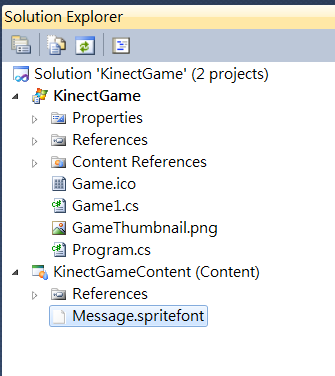 Solution Explorer
Solution 'KinectGame' (2 projects)
KinectGame
Properties
References
Content References
Game.ico
Game1.cs
GameThumbnail.png
Program.cs
KinectGameContent (Content)
References
Message.spritefont